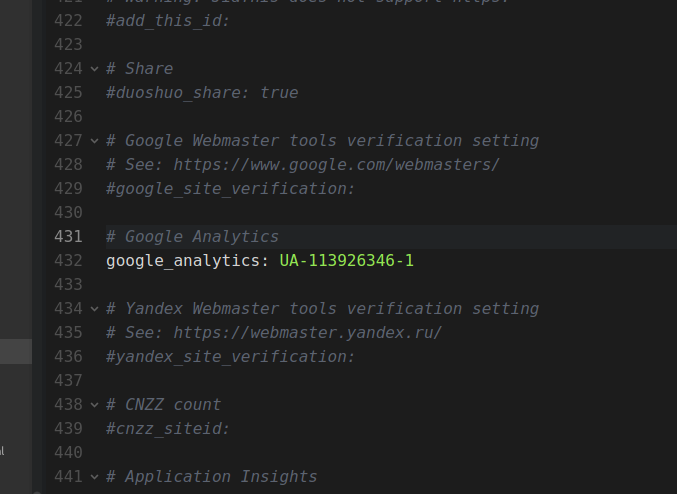 422 #add_this_id:
423
424 # Share
425 #duoshuo_share: true
426
427 # Google Webmaster tools verification setting
428 # See: https://www.google.com/webmasters/
429 #google_site_verification:
430
431 # Google Analytics
432 google_analytics: UA-113926346-1
433
434 # Yandex Webmaster tools verification setting
435 # See: https://webmaster.yandex.ru/
436 #yandex_site_verification:
437
438 # CNZZ count
439 #cnzz_siteid:
440
441 # Application Insights